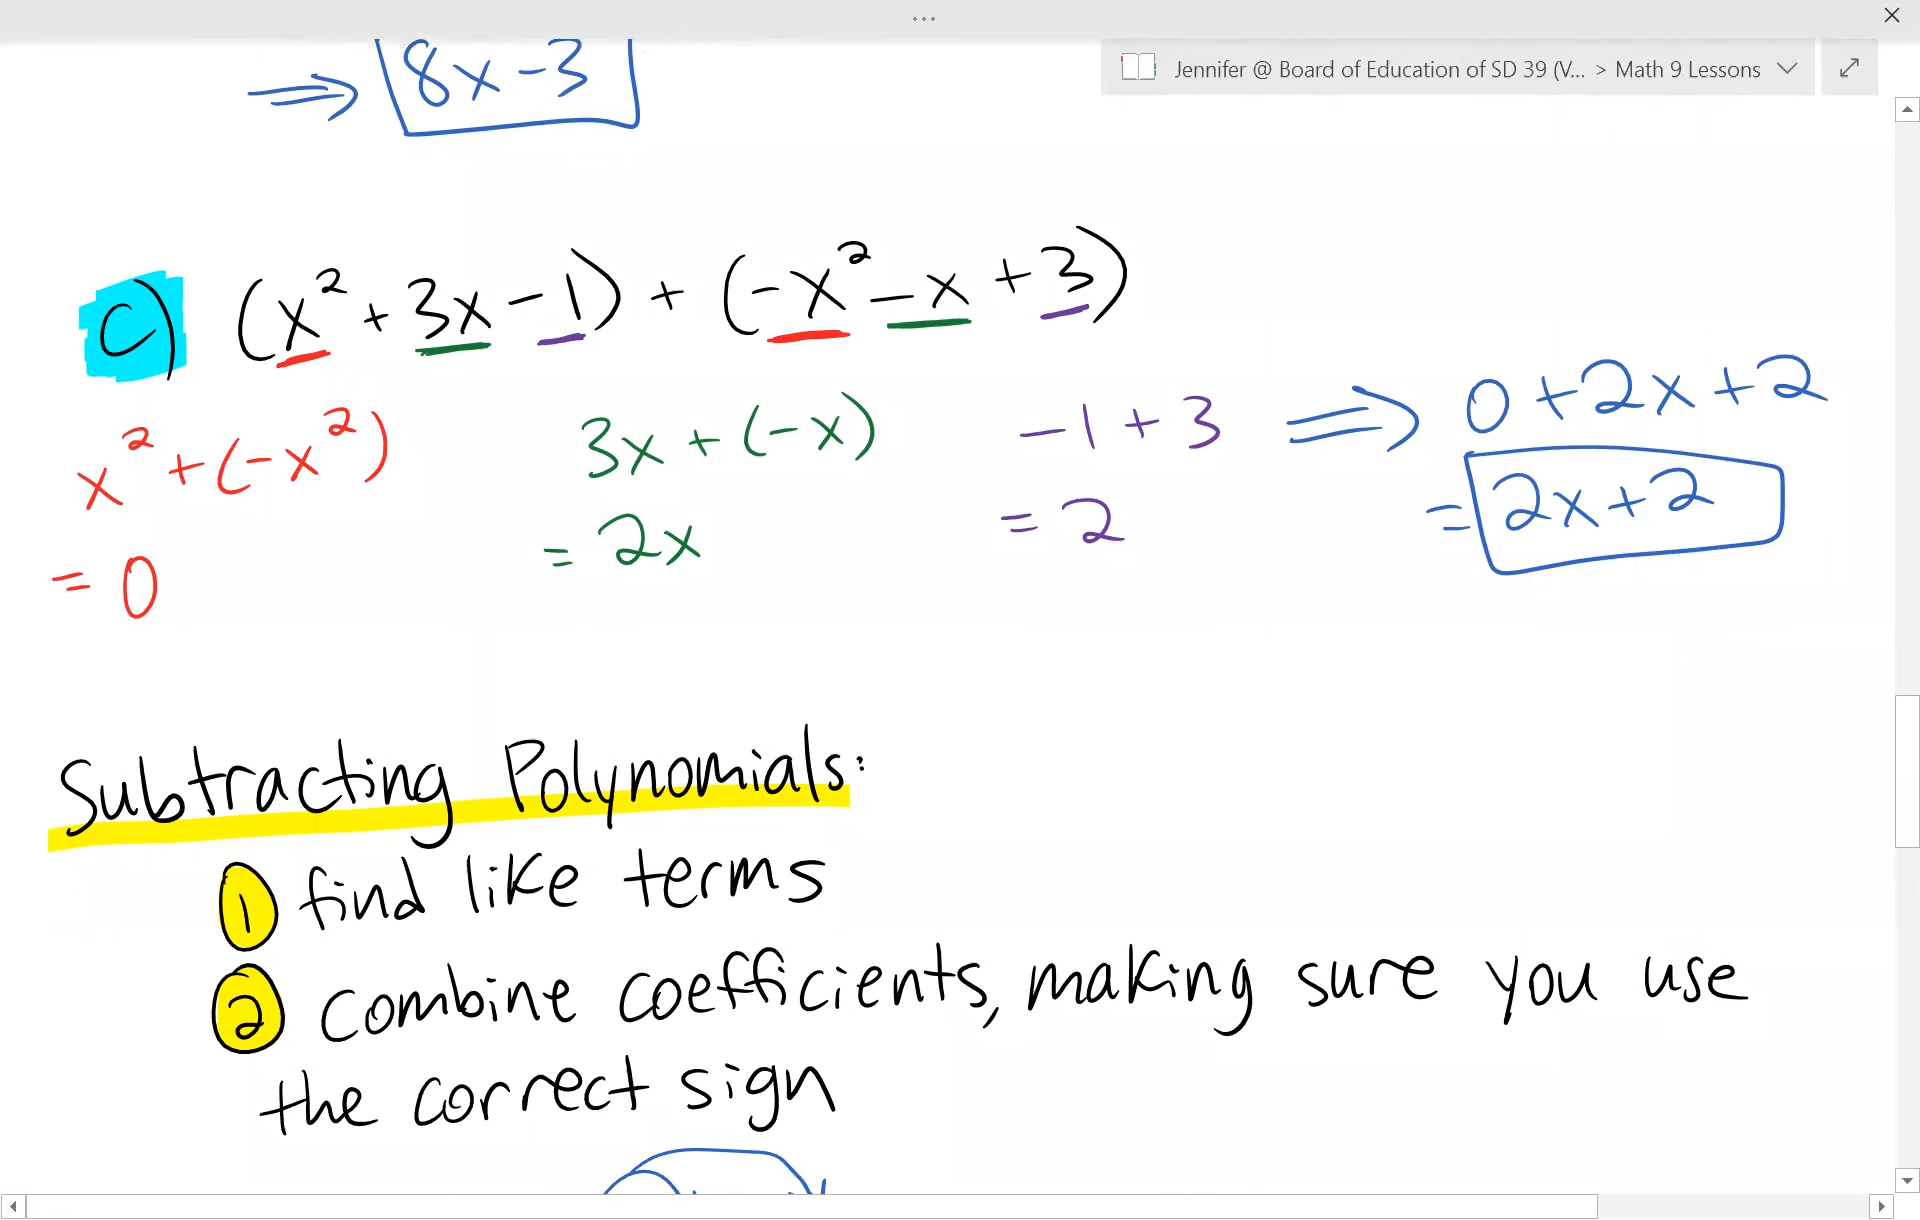 Jennifer @ Board of Education of SD 39 (V... > Math 9 Lessons
⇒ 8x-3
c) (x² + 3x - 1) + (-x² - x + 3)
x² + (-x²) 3x + (-x) -1 + 3 ⇒ 0 + 2x + 2
= 0 = 2x = 2 = 2x + 2
Subtracting Polynomials:
1 find like terms
2 combine coefficients, making sure you use
the correct sign